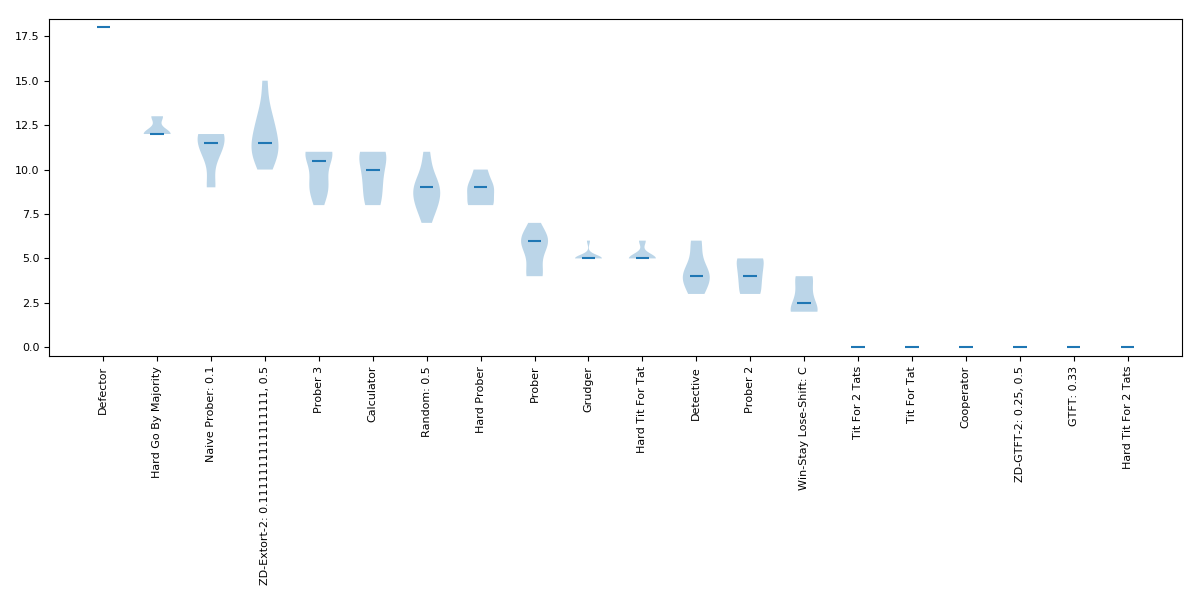 17.5
15.0
12.5
10.0
7.5
5.0
2.5
0.0
Defector
Hard Go By Majority
Naive Prober: 0.1
ZD-Extort-2: 0.1111111111111111, 0.5
Prober 3
Calculator
Random: 0.5
Hard Prober
Prober
Grudger
Hard Tit For Tat
Detective
Prober 2
Win-Stay Lose-Shift: C
Tit For 2 Tats
Tit For Tat
Cooperator
ZD-GTFT-2: 0.25, 0.5
GTFT: 0.33
Hard Tit For 2 Tats